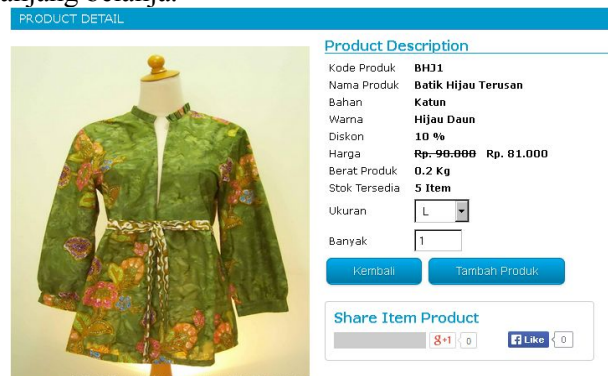 PRODUCT DETAIL
Product Description
Kode Produk BHJ1
Nama Produk Batik Hijau Terusan
Bahan Katun
Warna Hijau Daun
Diskon 10 %
Harga Rp. 90.000 Rp. 81.000
Berat Produk 0.2 Kg
Stok Tersedia 5 Item
Ukuran L
Banyak 1
Kembali Tambah Produk
Share Item Product
g+1 0 Like 0